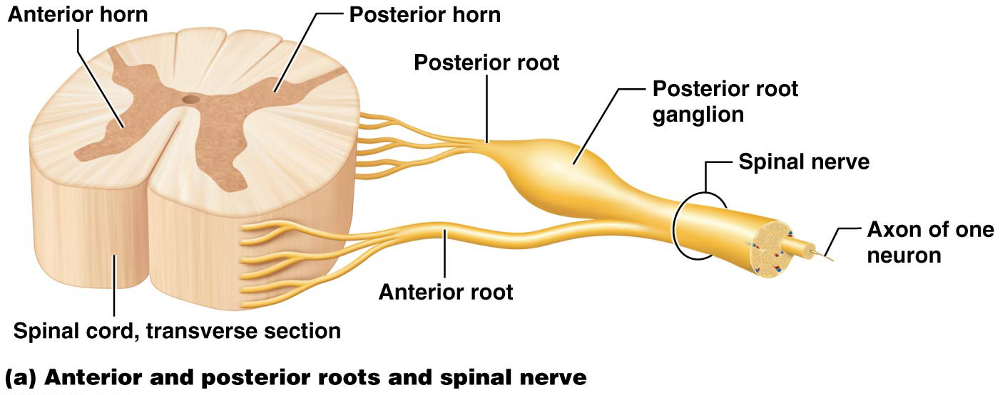 Anterior horn
Posterior horn
Posterior root
Posterior root
ganglion
Spinal nerve
Axon of one
neuron
Anterior root
Spinal cord, transverse section
(a) Anterior and posterior roots and spinal nerve